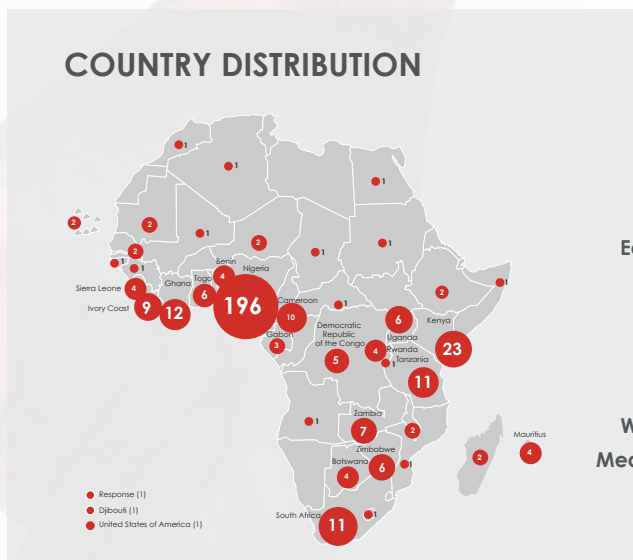 COUNTRY DISTRIBUTION
1
1
1
2
2
1
2
2
1
1
1
1
1
2
1
Benin
4
Nigeria
Togo
Ghana
6
196
Sierra Leone
4
Ivory Coast
9
12
Cameroon
10
1
Gabon
3
Democratic
Republic
of the Congo
5
6
Uganda
Kenya
23
4
Rwanda
1
Tanzania
11
1
Zambia
7
2
Zimbabwe
6
1
Botswana
4
2
Mauritius
4
South Africa
11
1
Response (1)
Djibouti (1)
United States of America (1)
W